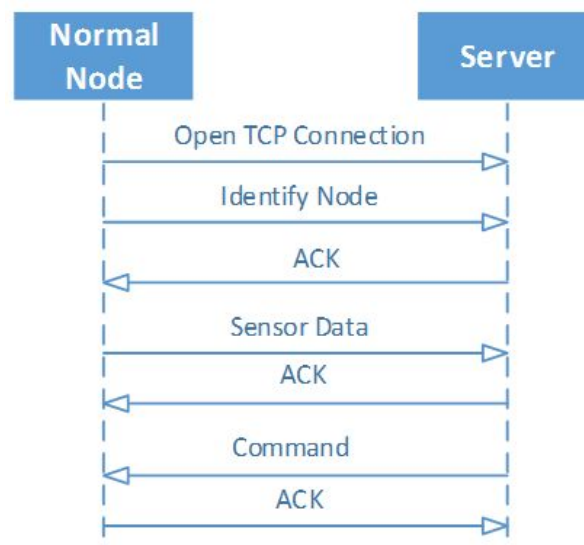 Normal
Node
Server
Open TCP Connection
Identify Node
ACK
Sensor Data
ACK
Command
ACK